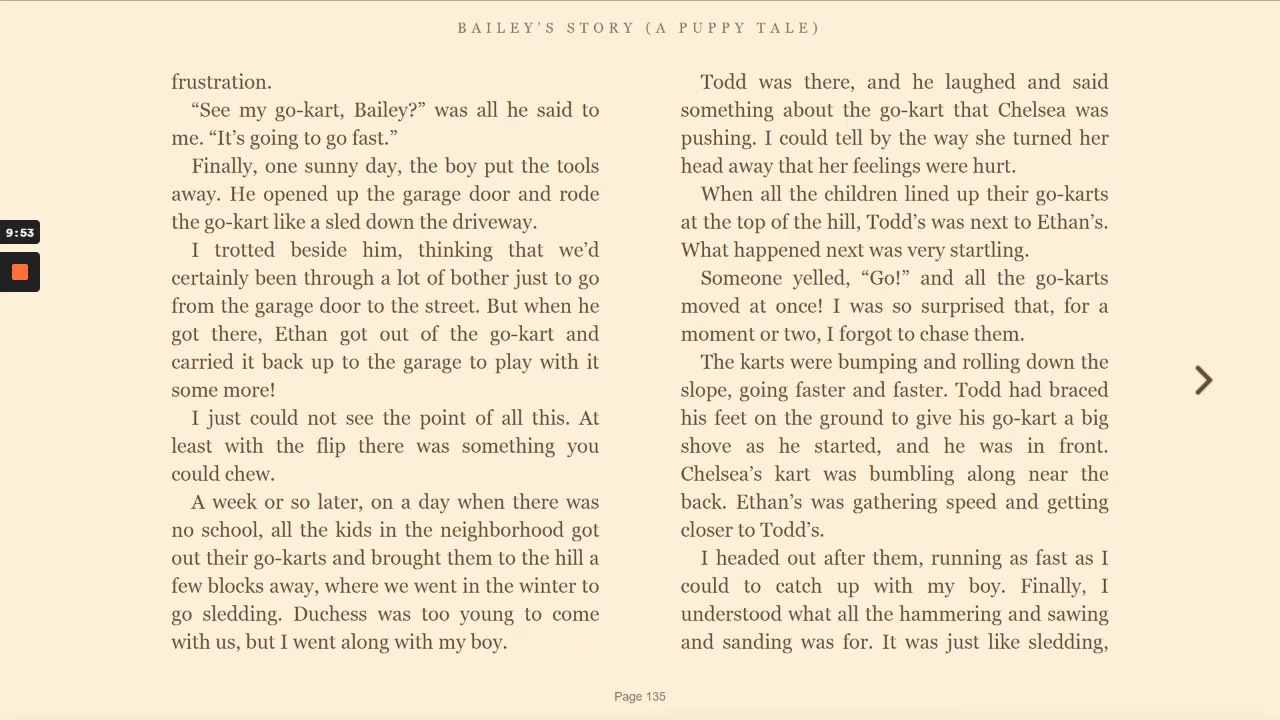 BAILEY'S STORY (A PUPPY TALE)
frustration.
“See my go-kart, Bailey?” was all he said to
me. “It’s going to go fast.”
Finally, one sunny day, the boy put the tools
away. He opened up the garage door and rode
the go-kart like a sled down the driveway.
I trotted beside him, thinking that we’d
certainly been through a lot of bother just to go
from the garage door to the street. But when he
got there, Ethan got out of the go-kart and
carried it back up to the garage to play with it
some more!
I just could not see the point of all this. At
least with the flip there was something you
could chew.
A week or so later, on a day when there was
no school, all the kids in the neighborhood got
out their go-karts and brought them to the hill a
few blocks away, where we went in the winter to
go sledding. Duchess was too young to come
with us, but I went along with my boy.
Todd was there, and he laughed and said
something about the go-kart that Chelsea was
pushing. I could tell by the way she turned her
head away that her feelings were hurt.
When all the children lined up their go-karts
at the top of the hill, Todd’s was next to Ethan’s.
What happened next was very startling.
Someone yelled, “Go!” and all the go-karts
moved at once! I was so surprised that, for a
moment or two, I forgot to chase them.
The karts were bumping and rolling down the
slope, going faster and faster. Todd had braced
his feet on the ground to give his go-kart a big
shove as he started, and he was in front.
Chelsea’s kart was bumbling along near the
back. Ethan’s was gathering speed and getting
closer to Todd’s.
I headed out after them, running as fast as I
could to catch up with my boy. Finally, I
understood what all the hammering and sawing
and sanding was for. It was just like sledding,
9:53
Page 135